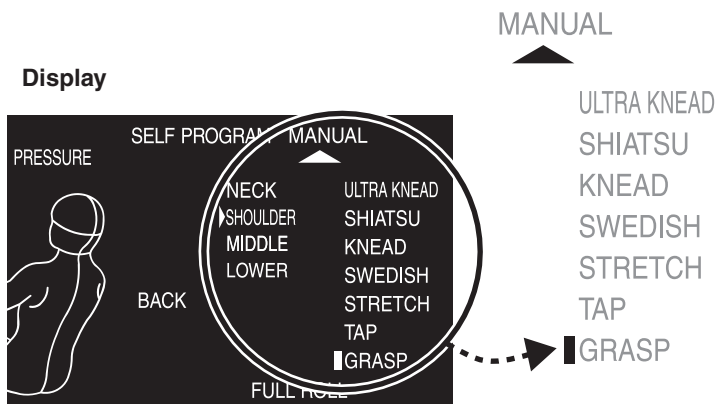 Display
SELF PROGRAM MANUAL
PRESSURE
NECK
SHOULDER
MIDDLE
LOWER
BACK
ULTRA KNEAD
SHIATSU
KNEAD
SWEDISH
STRETCH
TAP
GRASP
FULL ROLL
MANUAL
ULTRA KNEAD
SHIATSU
KNEAD
SWEDISH
STRETCH
TAP
GRASP